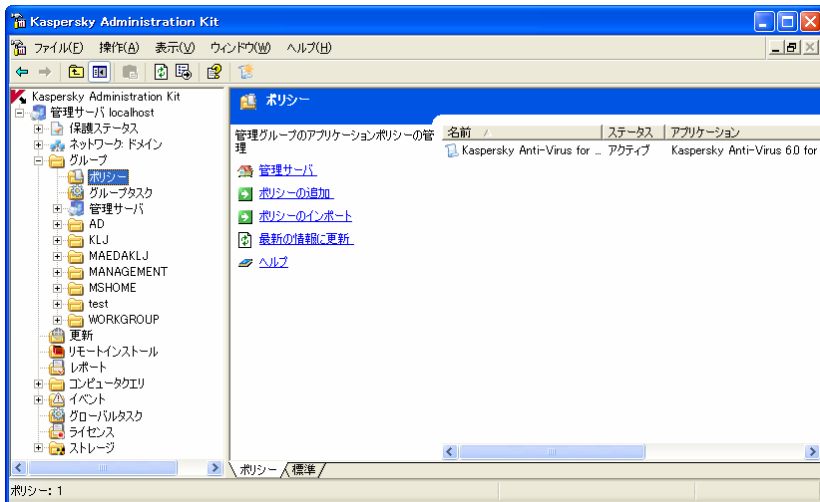 Kaspersky Administration Kit
ファイル(F) 操作(A) 表示(V) ウィンドウ(W) ヘルプ(H)
Kaspersky Administration Kit
管理サーバ localhost
保護ステータス
ネットワーク: ドメイン
グループ
ポリシー
グループタスク
管理サーバ
AD
KLJ
MAEDAKLJ
MANAGEMENT
MSHOME
test
WORKGROUP
更新
リモートインストール
レポート
コンピュータクエリ
イベント
グローバルタスク
ライセンス
ストレージ
ポリシー
管理グループのアプリケーションポリシーの管
理
管理サーバ
ポリシーの追加
ポリシーのインポート
最新の情報に更新
ヘルプ
名前 ステータス アプリケーション
Kaspersky Anti-Virus for ... アクティブ Kaspersky Anti-Virus 6.0 for
ポリシー 標準
ポリシー: 1